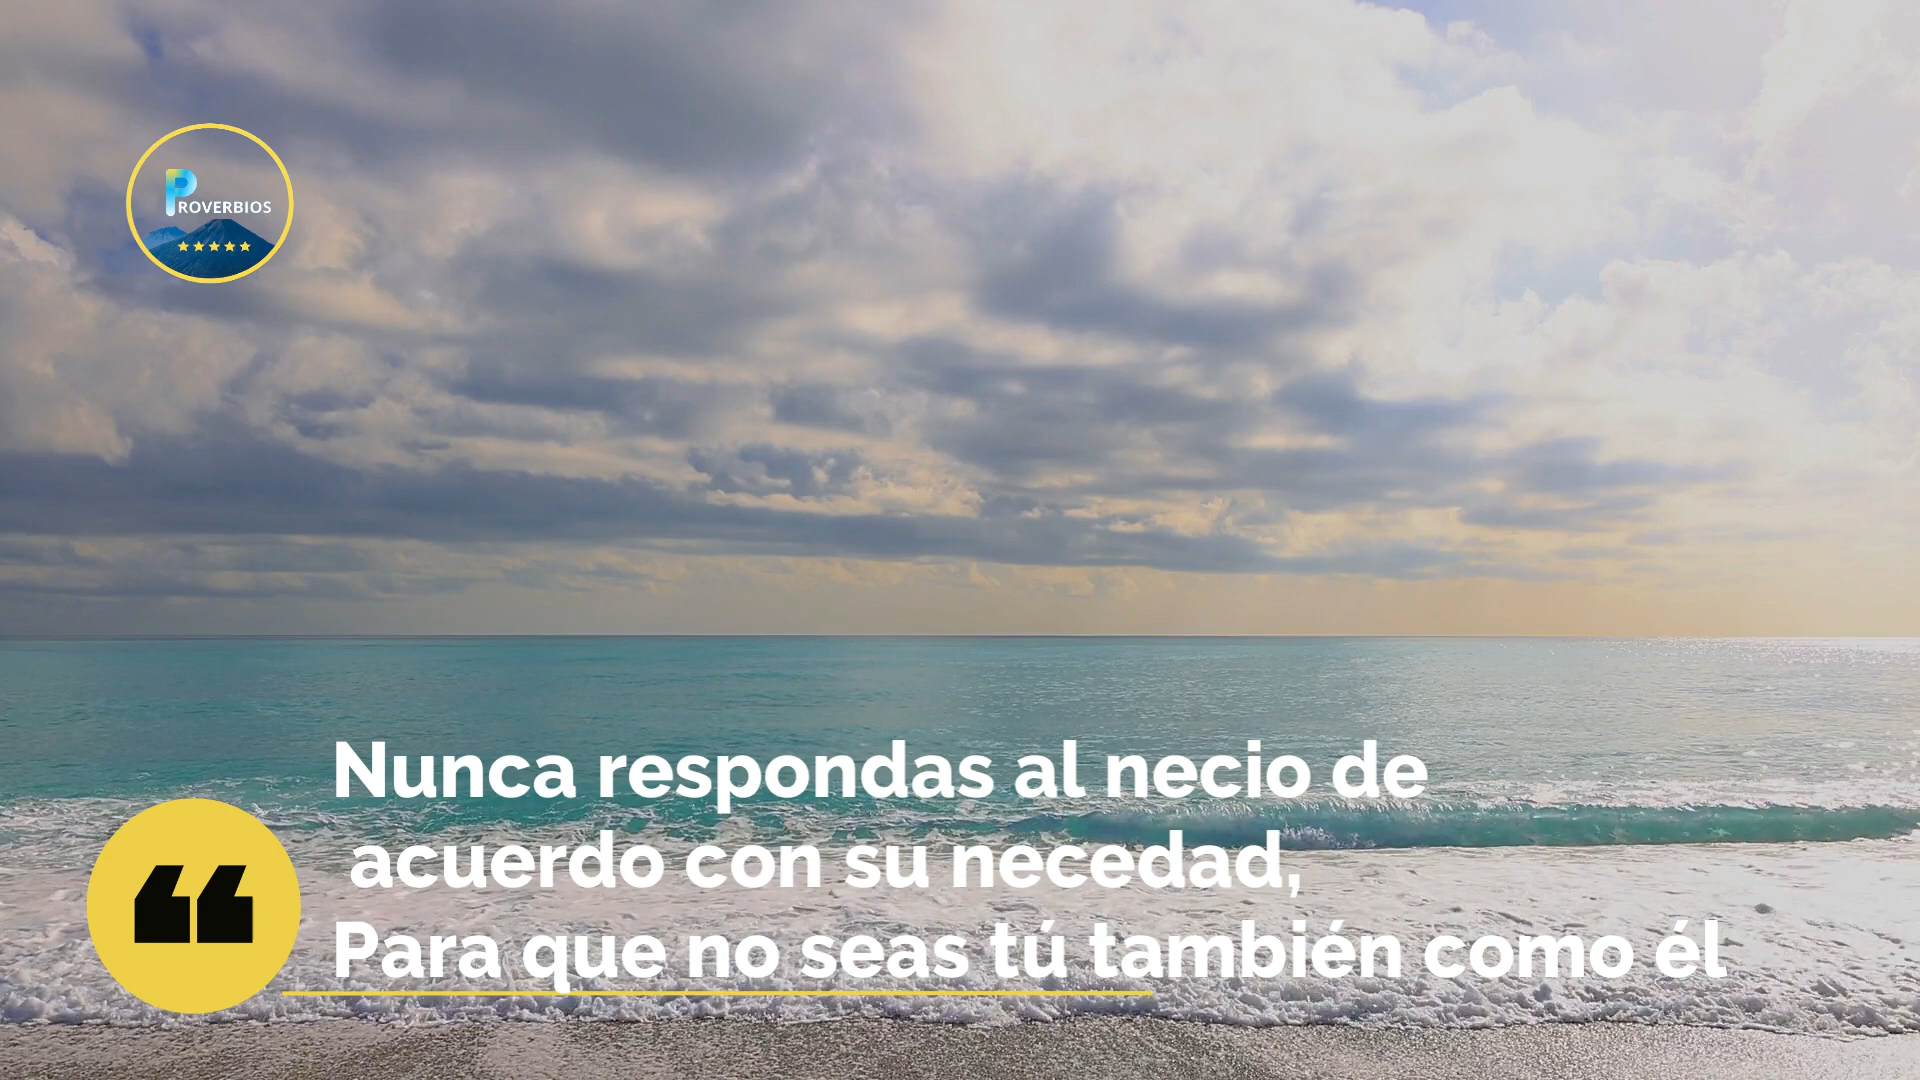 PROVERBIOS
Nunca respondas al necio de
acuerdo con su necedad,
Para que no seas tú también como él